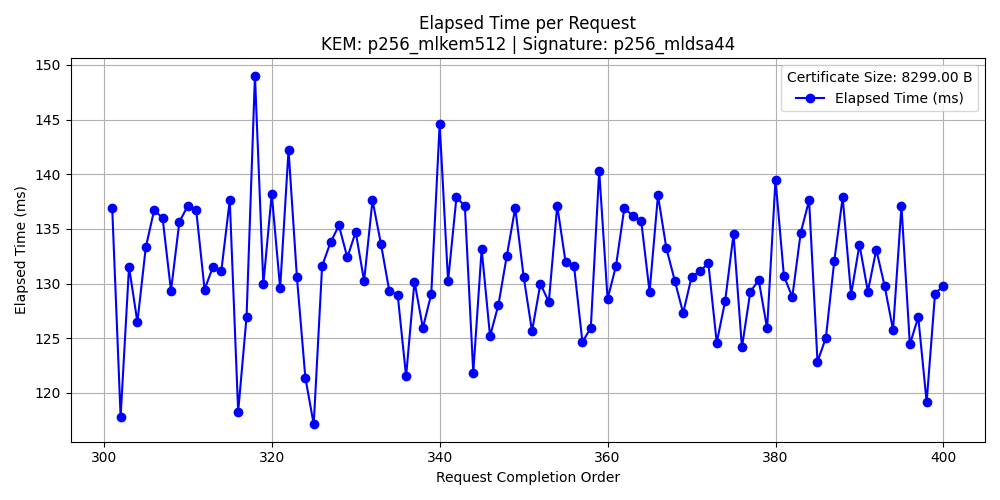 Elapsed Time per Request
KEM: p256_mlkem512 | Signature: p256_mldsa44
Certificate Size: 8299.00 B
Elapsed Time (ms)
Elapsed Time (ms)
150
145
140
135
130
125
120
300
320
340
360
380
400
Request Completion Order